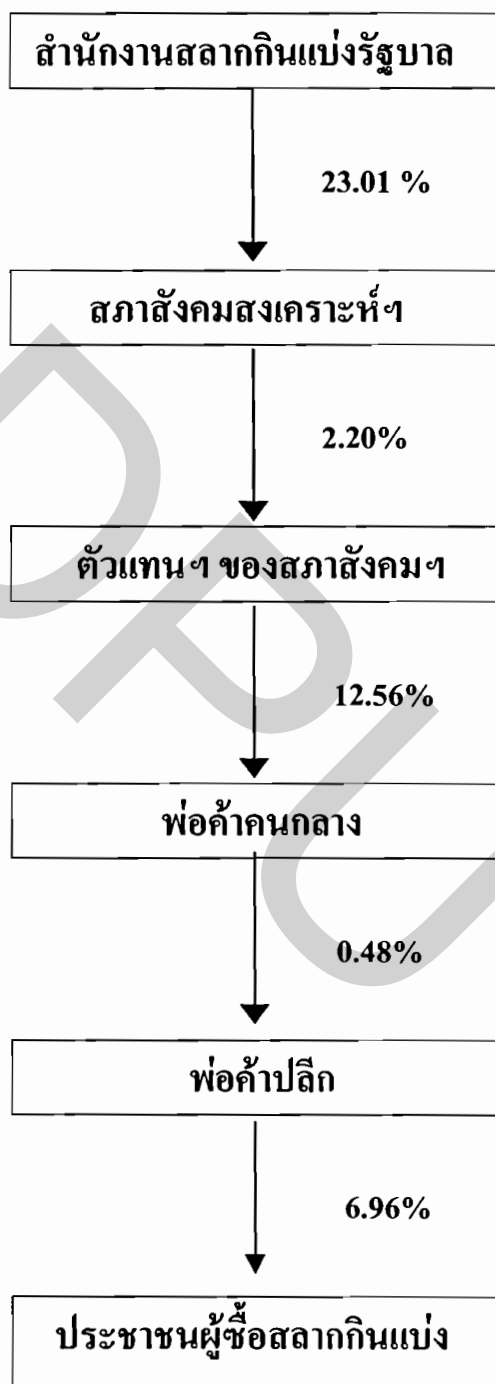 สำนักงานสลากกินแบ่งรัฐบาล
23.01 %
สภาสังคมสงเคราะห์ฯ
2.20%
ตัวแทนฯ ของสภาสังคมฯ
12.56%
พ่อค้าคนกลาง
0.48%
พ่อค้าปลีก
6.96%
ประชาชนผู้ซื้อสลากกินแบ่ง
DPU